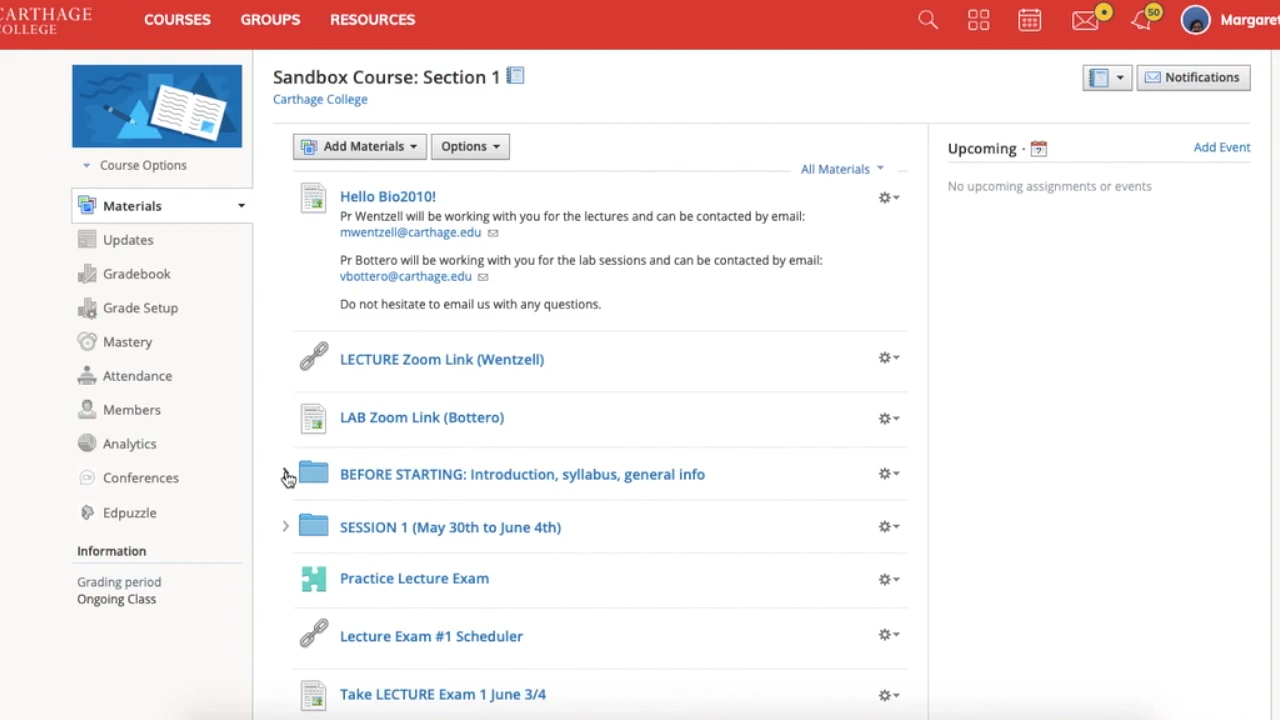 CARTHAGE
COLLEGE
COURSES GROUPS RESOURCES
50
Margaret
Sandbox Course: Section 1
Carthage College
Notifications
Course Options
Materials
Updates
Gradebook
Grade Setup
Mastery
Attendance
Members
Analytics
Conferences
Edpuzzle
Information
Grading period
Ongoing Class
Add Materials
Options
All Materials
Hello Bio2010!
Pr Wentzell will be working with you for the lectures and can be contacted by email:
mwentzell@carthage.edu
Pr Bottero will be working with you for the lab sessions and can be contacted by email:
vbottero@carthage.edu
Do not hesitate to email us with any questions.
LECTURE Zoom Link (Wentzell)
LAB Zoom Link (Bottero)
BEFORE STARTING: Introduction, syllabus, general info
SESSION 1 (May 30th to June 4th)
Practice Lecture Exam
Lecture Exam #1 Scheduler
Take LECTURE Exam 1 June 3/4
Upcoming · ?
Add Event
No upcoming assignments or events